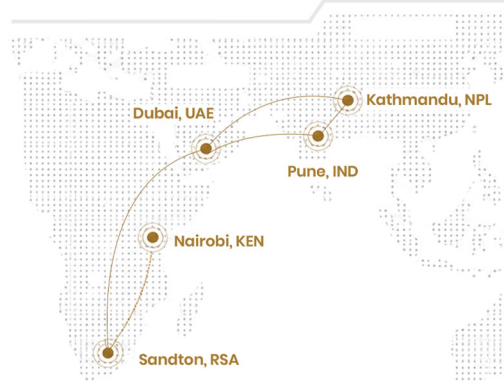 Dubai, UAE
Kathmandu, NPL
Pune, IND
Nairobi, KEN
Sandton, RSA